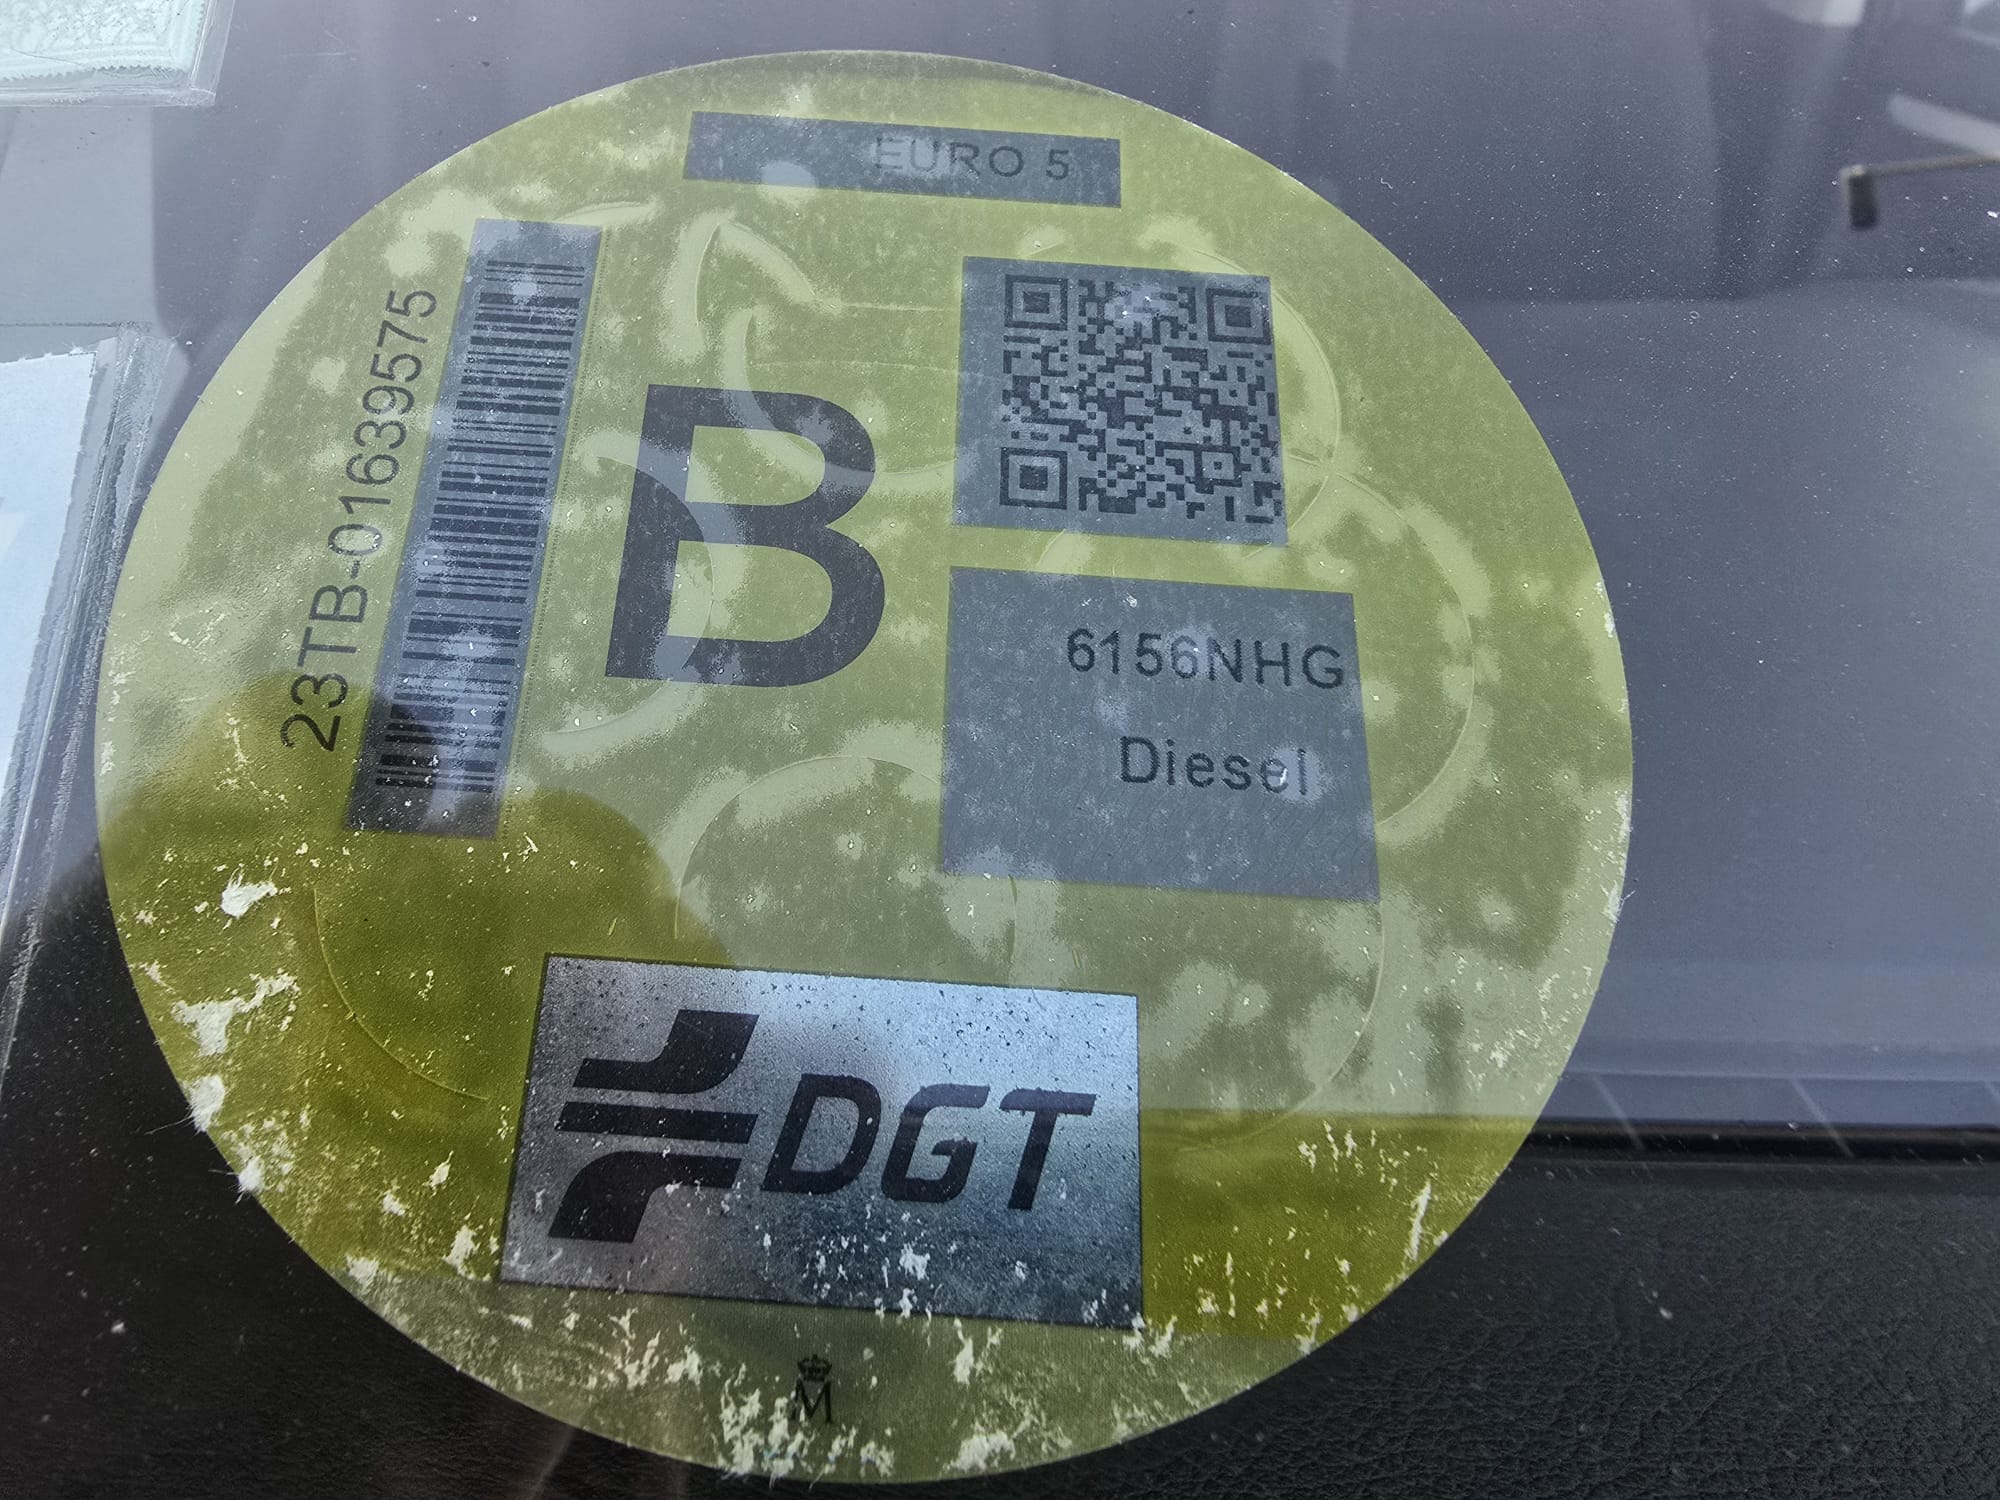 EURO 5
23TB-01639575
B
6156NHG
Diesel
DGT
M